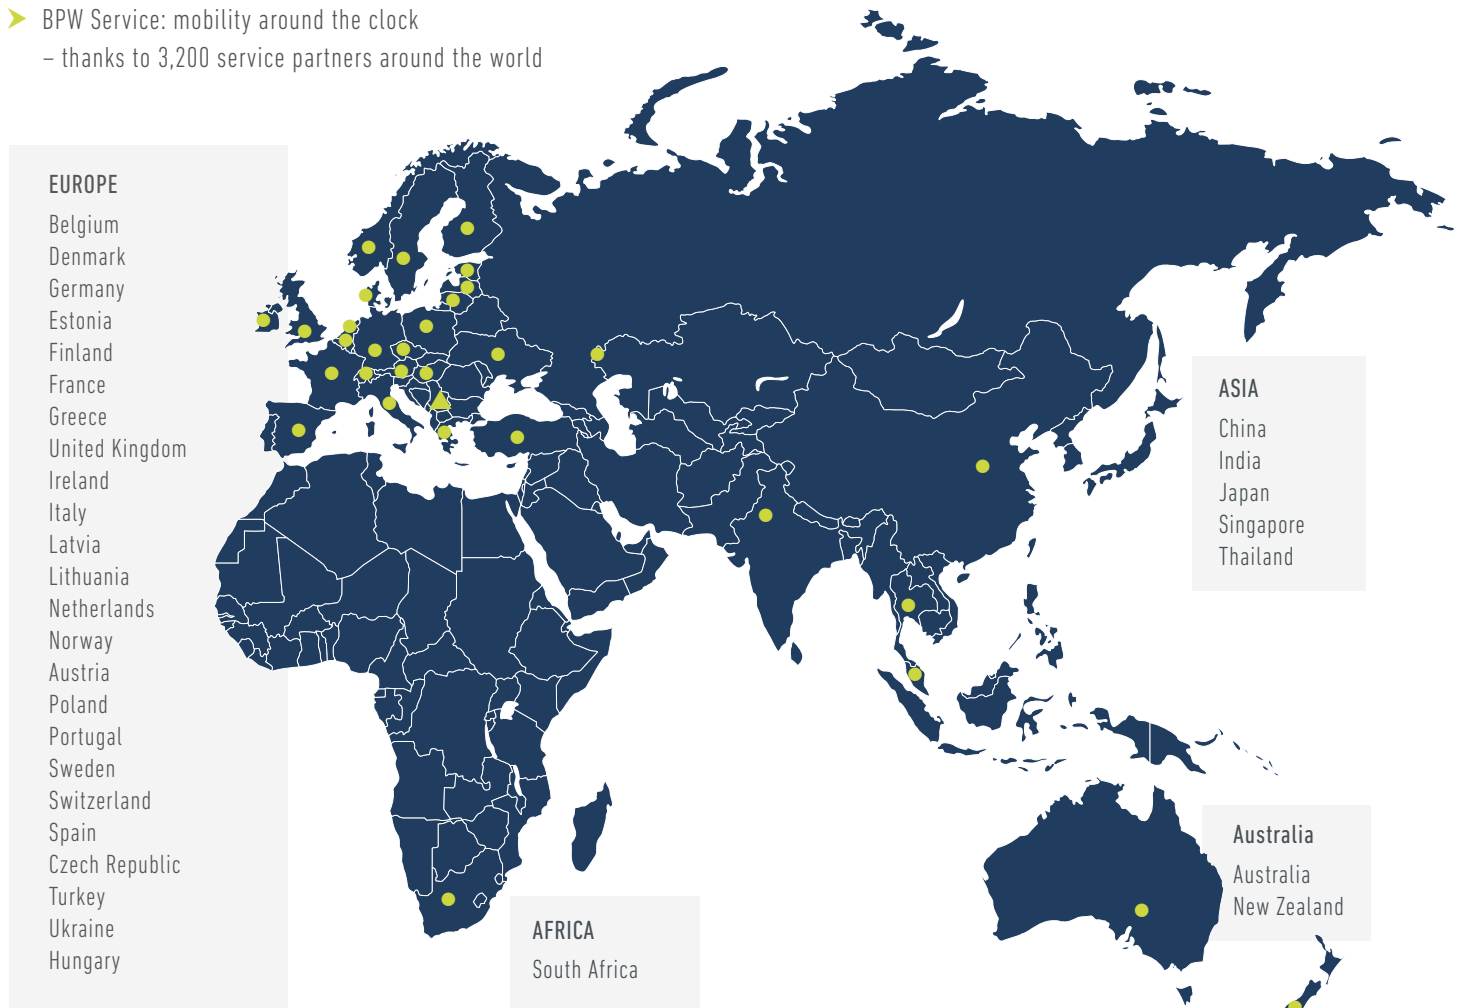 BPW Service: mobility around the clock
– thanks to 3,200 service partners around the world
EUROPE
Belgium
Denmark
Germany
Estonia
Finland
France
Greece
United Kingdom
Ireland
Italy
Latvia
Lithuania
Netherlands
Norway
Austria
Poland
Portugal
Sweden
Switzerland
Spain
Czech Republic
Turkey
Ukraine
Hungary
AFRICA
South Africa
ASIA
China
India
Japan
Singapore
Thailand
Australia
Australia
New Zealand